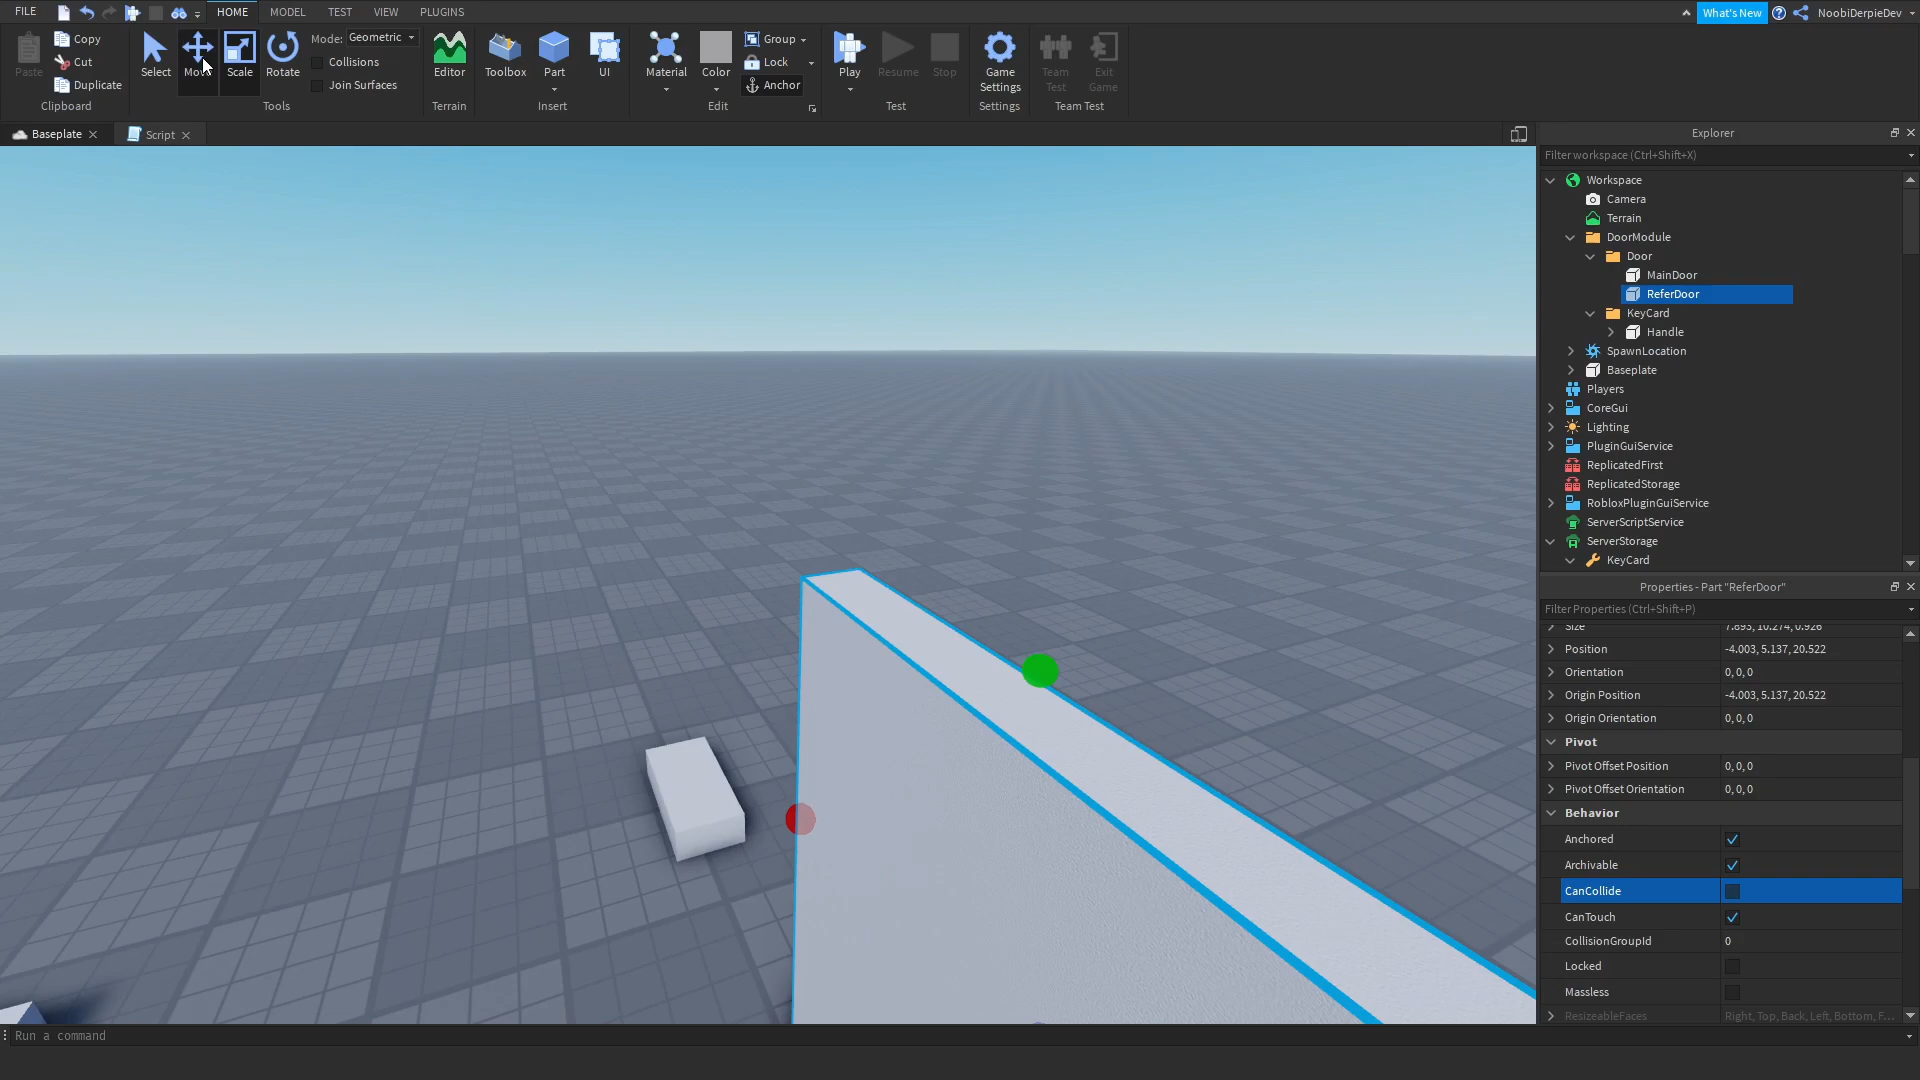 FILE HOME MODEL TEST VIEW PLUGINS What's New NoobiDerpieDev
Paste Copy Cut Duplicate Clipboard
Select Move Scale Rotate Mode: Geometric Collisions Join Surfaces Tools
Editor Terrain
Toolbox Part UI Insert
Material Color Group Lock Anchor Edit
Play Resume Stop Test
Game Settings Settings
Team Test Exit Game Team Test
Baseplate Script
Explorer
Filter workspace (Ctrl+Shift+X)
Workspace
Camera
Terrain
DoorModule
Door
MainDoor
ReferDoor
KeyCard
Handle
SpawnLocation
Baseplate
Players
CoreGui
Lighting
PluginGuiService
ReplicatedFirst
ReplicatedStorage
RobloxPluginGuiService
ServerScriptService
ServerStorage
KeyCard
Properties - Part "ReferDoor"
Filter Properties (Ctrl+Shift+P)
Size 7.893, 10.274, 0.926
Position -4.003, 5.137, 20.522
Orientation 0, 0, 0
Origin Position -4.003, 5.137, 20.522
Origin Orientation 0, 0, 0
Pivot
Pivot Offset Position 0, 0, 0
Pivot Offset Orientation 0, 0, 0
Behavior
Anchored
Archivable
CanCollide
CanTouch
CollisionGroupId 0
Locked
Massless
ResizeableFaces Right, Top, Back, Left, Bottom, F...
Run a command